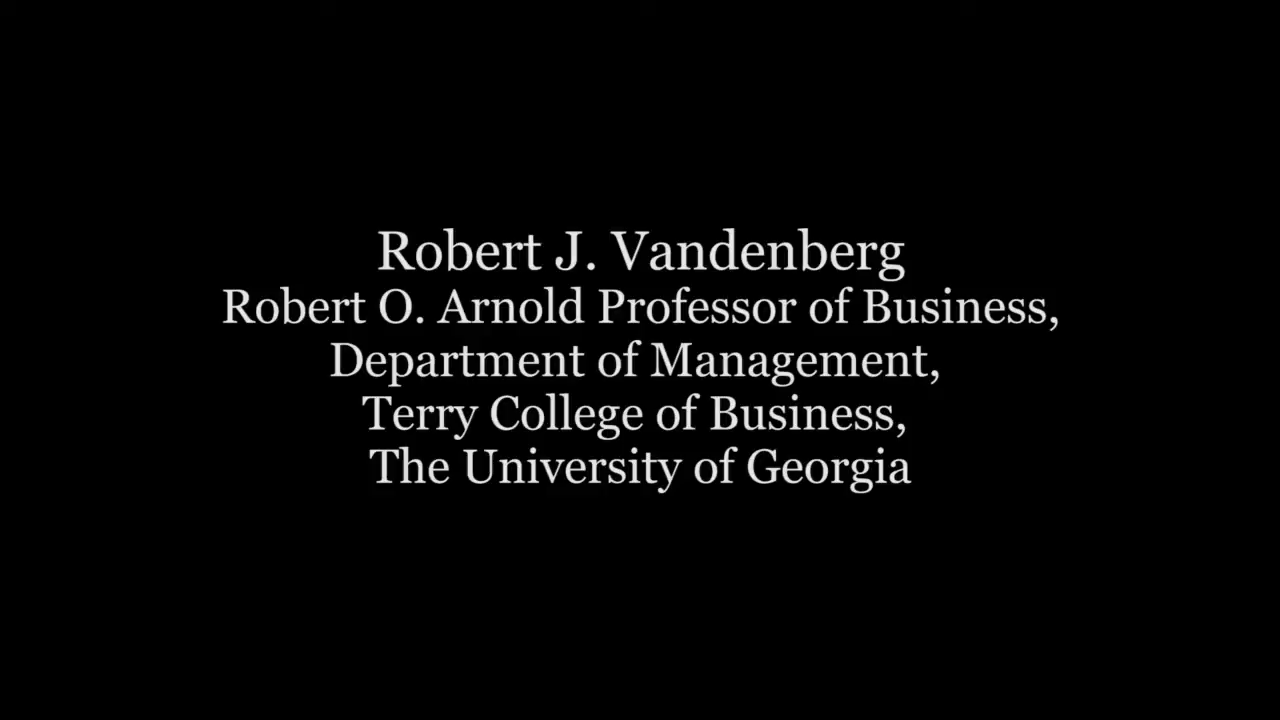 Robert J. Vandenberg
Robert O. Arnold Professor of Business,
Department of Management,
Terry College of Business,
The University of Georgia